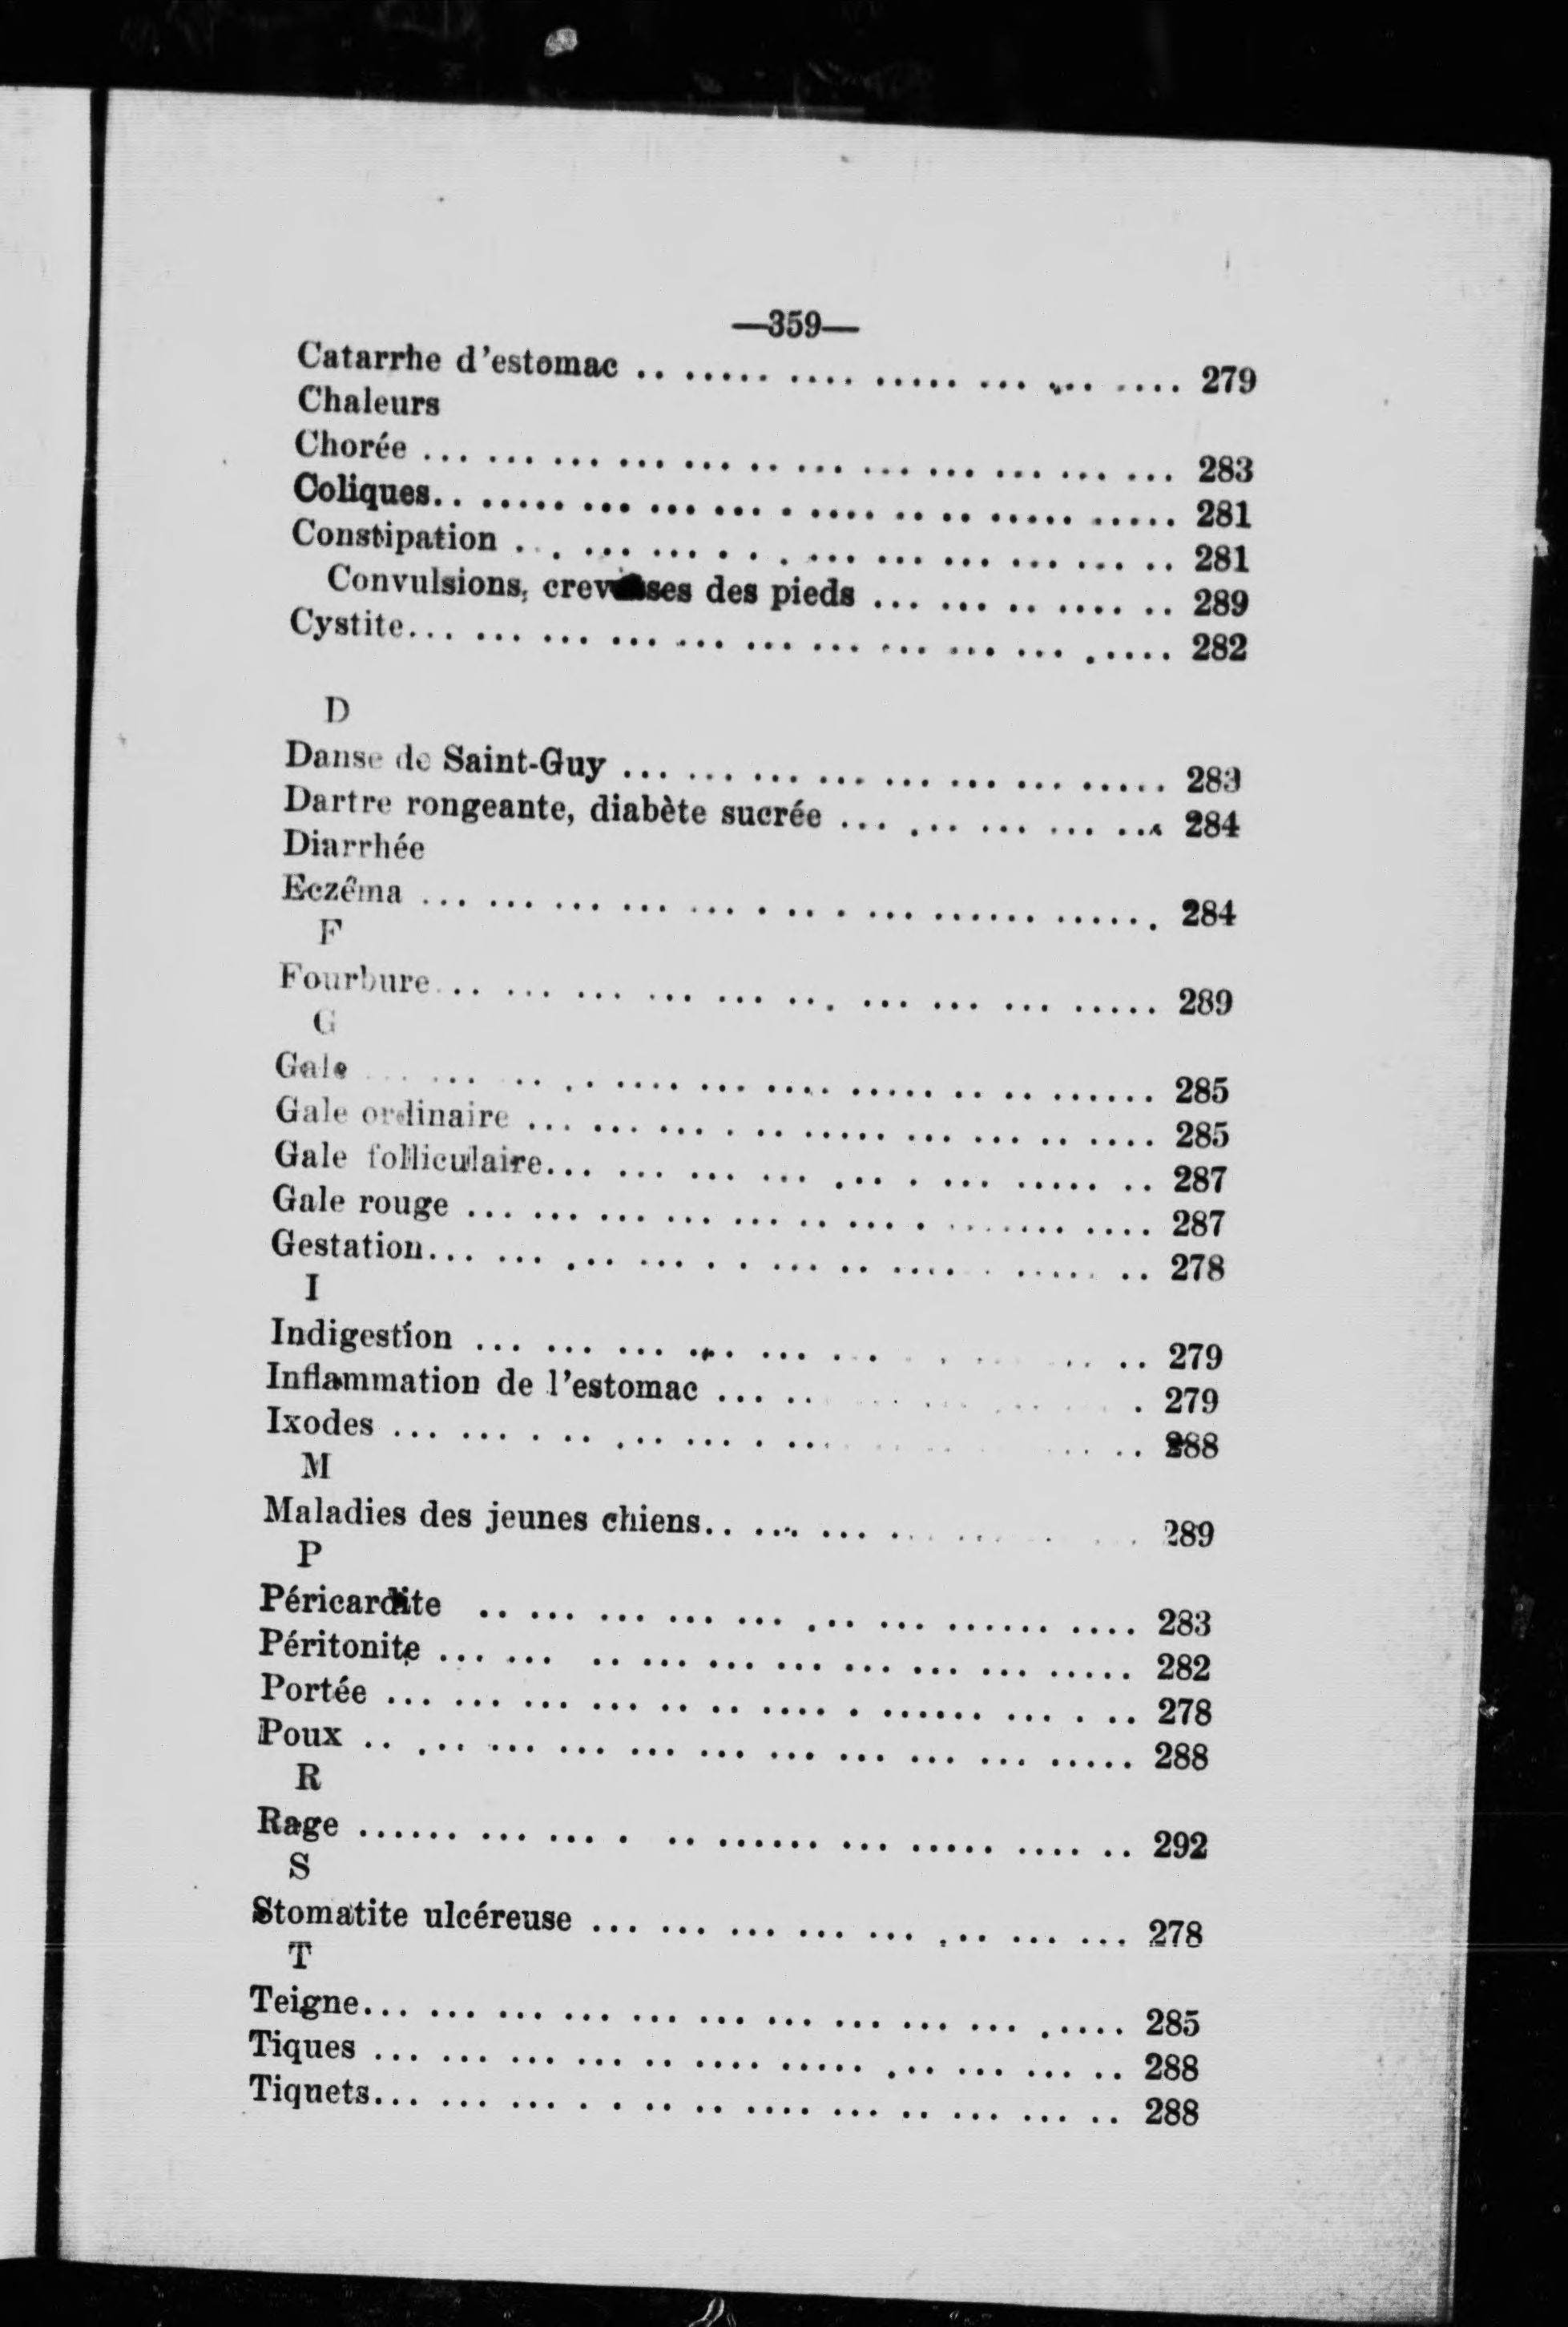 —359—
Catarrhe d'estomac .. ...... .... ..... ... ... .... 279
Chaleurs
Chorée ... ... ... ... ... .. ... ... ... ... ... ... 283
Coliques.. ..... ... ... ... . .... .. .. ..... ..... 281
Constipation ... ... ... . . . ... ... ... ... ... .. 281
Convulsions, crevasses des pieds ... ... .. .... .. 289
Cystite... ... ... ... ... ... ... ... ... ... ..... 282
D
Danse de Saint-Guy ... ... ... ... ... ... ... ..... 283
Dartre rongeante, diabète sucrée ... ... ... ... ... 284
Diarrhée
Eczêma ... ... ... ... ... . .. . ... ...... ...... 284
F
Fourbure... ... ... ... ... ... ... ... ... ..... 289
G
Gale ... ... .. . . .... ... .... ..... .. .. ...... 285
Gale ordinaire ... ... ... . .. ..... ... ... .. .... 285
Gale folliculaire... ... ... ... ... . ... ..... .. 287
Gale rouge ... ... ... ... ... .. ... . ....... .... 287
Gestation... ... ... ... . . ... .. .... . ..... .. 278
I
Indigestion ... ... ... ... ... . . . . . . .. .. 279
Inflammation de l'estomac ... .. . . ... .. . . 279
Ixodes ... ... . .. ... ... . ... .. .. ... .. 288
M
Maladies des jeunes chiens.. ... ... . . ... . . . 289
P
Péricardite .. ... ... ... ... ... ... ...... .... 283
Péritonite ... ... .. ... ... ... ... ... ... ..... 282
Portée ... ... ... ... .. .. .... . ...... ... . .. 278
Poux .. ... ... ... ... ... ... ... ... ... ..... 288
R
Rage ...... ... ... . .. ...... ... ..... .... .. 292
S
Stomatite ulcéreuse ... ... ... ... ... ... ... ... 278
T
Teigne... ... ... ... ... ... ... ... ... ... ..... 285
Tiques ... ... ... ... .. .... ..... ... ... ... .. 288
Tiquets... ... ... . . .. .. .... ... .. ... ... .. 288